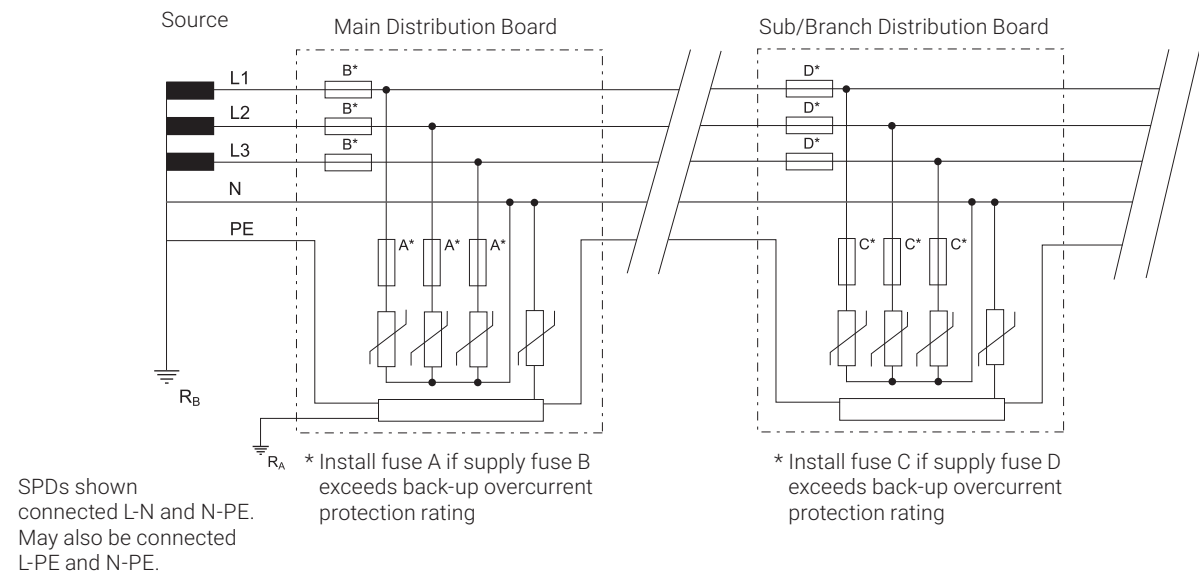 Source
Main Distribution Board
Sub/Branch Distribution Board
L1
B*
D*
L2
B*
D*
L3
B*
D*
N
PE
A* A* A*
C* C* C*
RB
RA
* Install fuse A if supply fuse B
exceeds back-up overcurrent
protection rating
* Install fuse C if supply fuse D
exceeds back-up overcurrent
protection rating
SPDs shown
connected L-N and N-PE.
May also be connected
L-PE and N-PE.